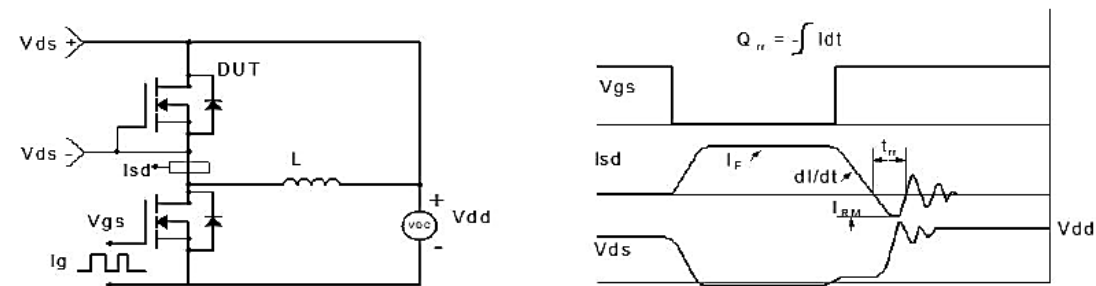 Vds +
DUT
Vds -
Isd
L
Vgs
Ig
+
VDC
-
Vdd
Q rr = -∫ Idt
Vgs
Isd
I F
dI/dt
t rr
I RM
Vds
Vdd